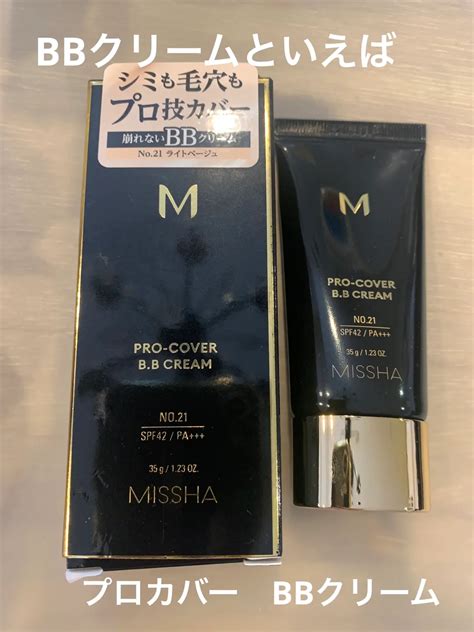 BBクリームといえば
シミも毛穴も
プロ技カバー
崩れないBBクリーム
No.21 ライトベージュ
M
PRO-COVER
B.B CREAM
NO.21
SPF42 / PA+++
35g / 1.23 OZ.
MISSHA
M
PRO-COVER
B.B CREAM
NO.21
SPF42 / PA+++
35g / 1.23 OZ.
MISSHA
プロカバー BBクリーム